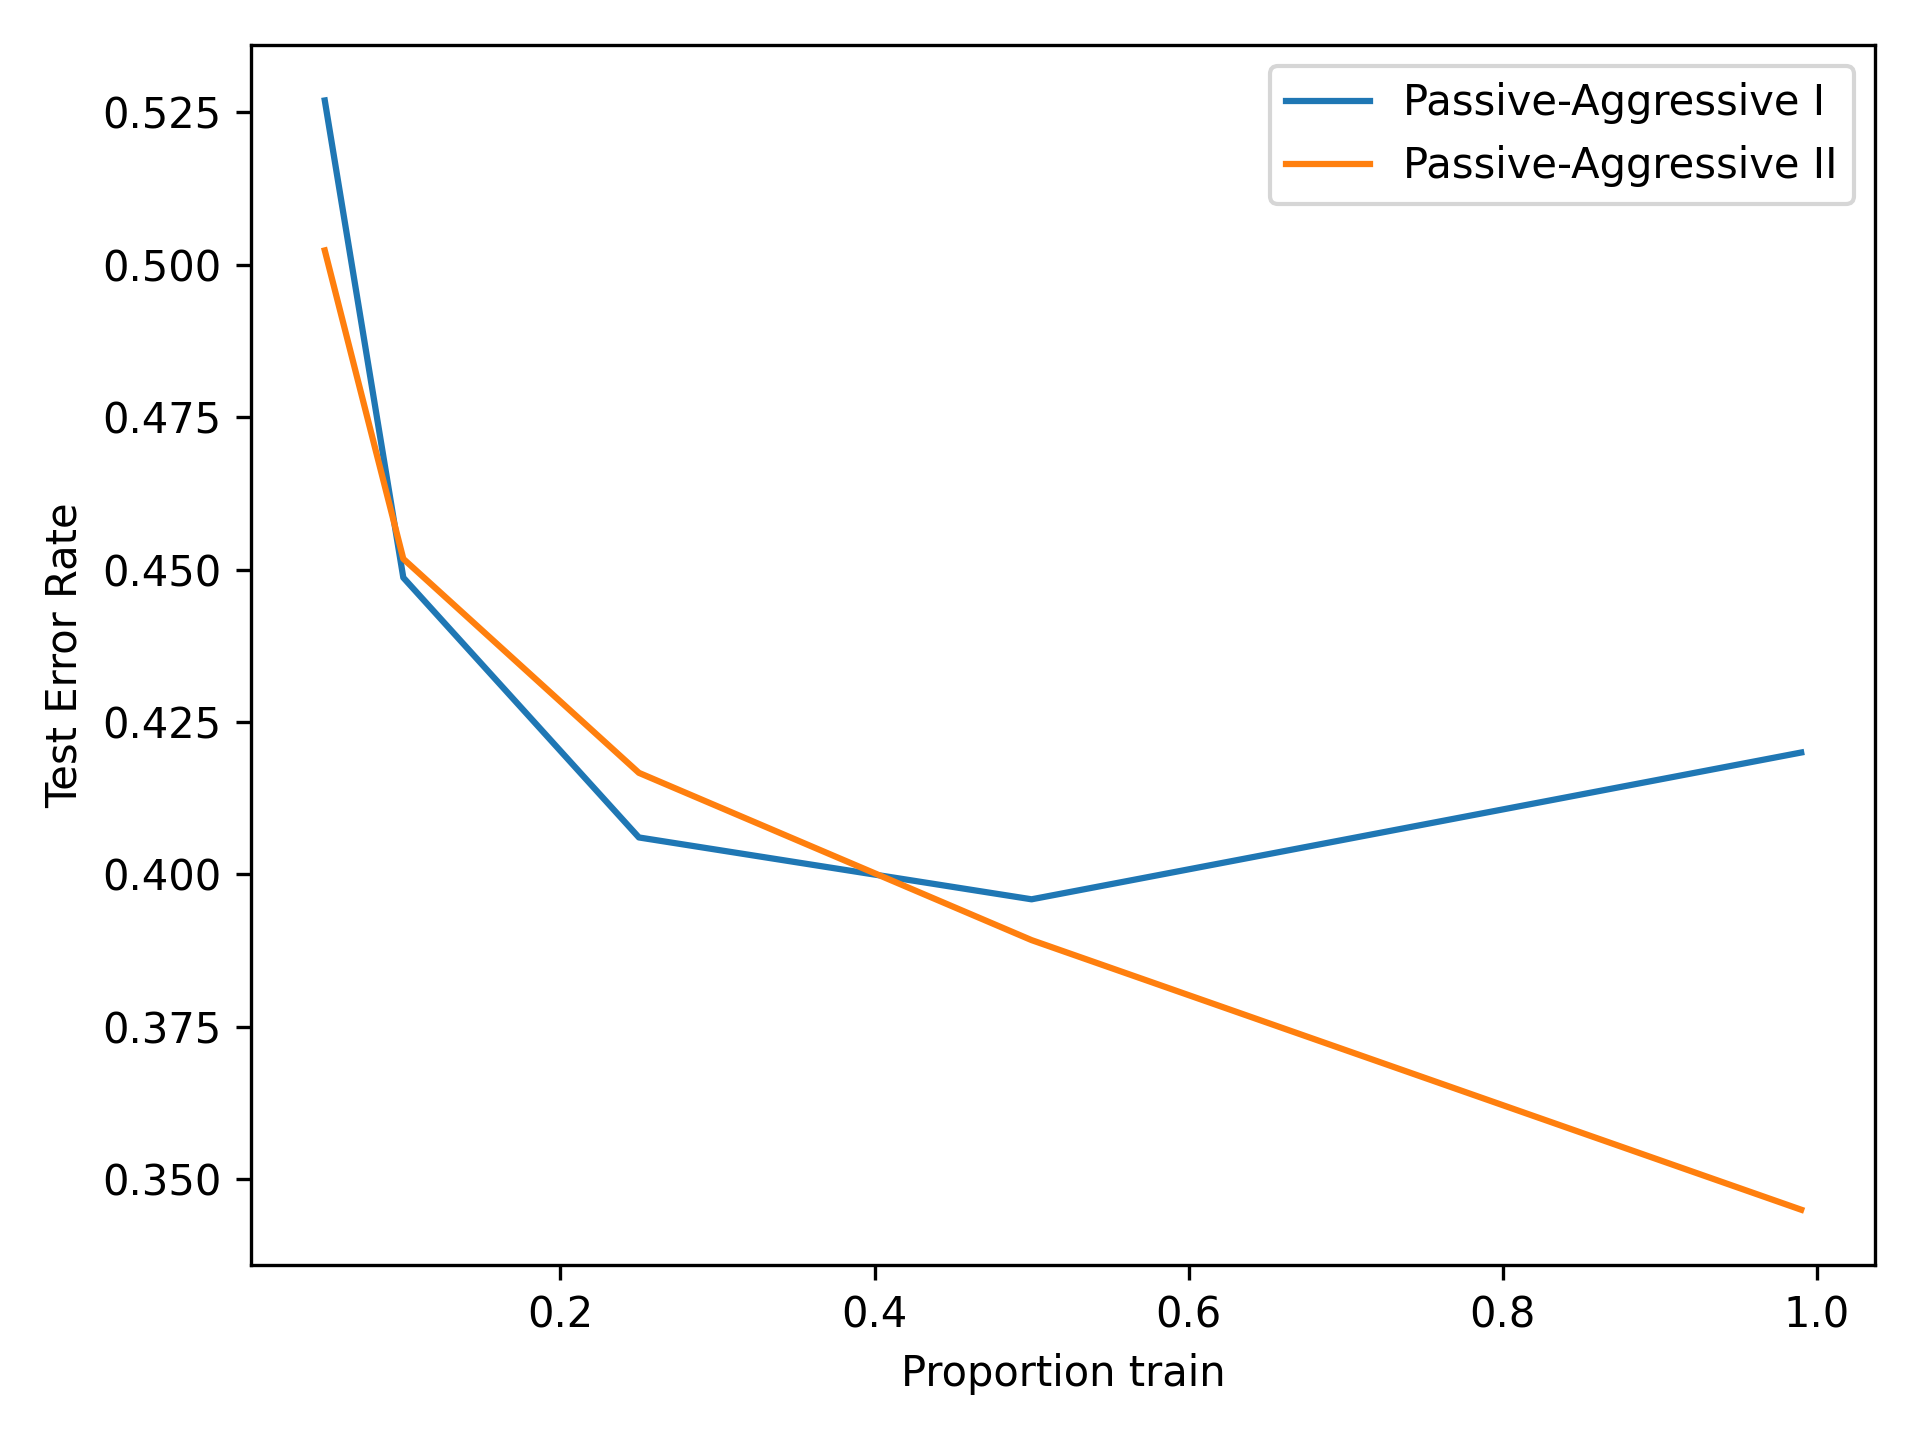 Passive-Aggressive I
Passive-Aggressive II
0.525
0.500
0.475
0.450
0.425
0.400
0.375
0.350
Test Error Rate
0.2 0.4 0.6 0.8 1.0
Proportion train